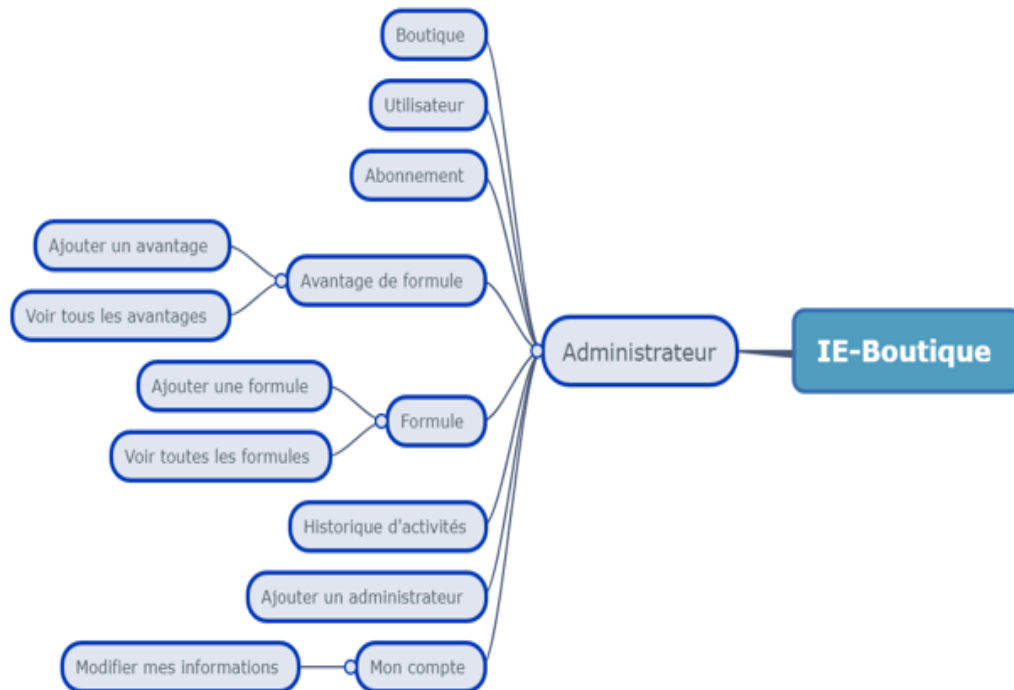 Boutique
Utilisateur
Abonnement
Ajouter un avantage
Avantage de formule
Voir tous les avantages
Administrateur
IE-Boutique
Ajouter une formule
Formule
Voir toutes les formules
Historique d'activités
Ajouter un administrateur
Modifier mes informations
Mon compte